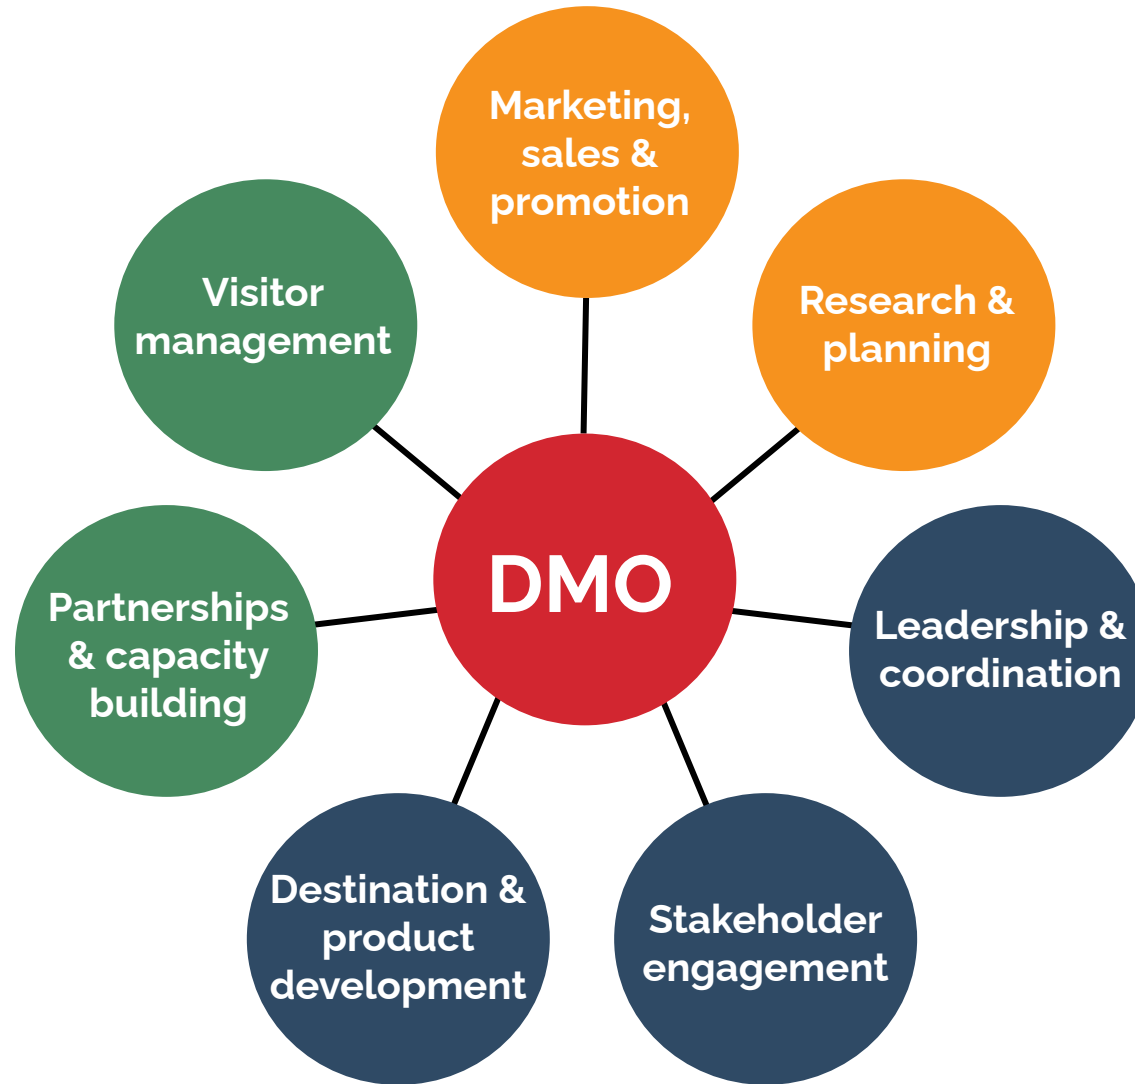 Marketing,
sales &
promotion
Research &
planning
Leadership &
coordination
Stakeholder
engagement
Destination &
product
development
Partnerships
& capacity
building
Visitor
management
DMO